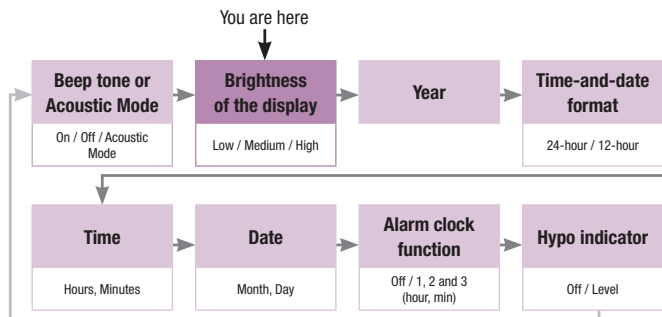 You are here
Beep tone or
Acoustic Mode
On / Off / Acoustic
Mode
Brightness
of the display
Low / Medium / High
Year
Time-and-date
format
24-hour / 12-hour
Time
Hours, Minutes
Date
Month, Day
Alarm clock
function
Off / 1, 2 and 3
(hour, min)
Hypo indicator
Off / Level